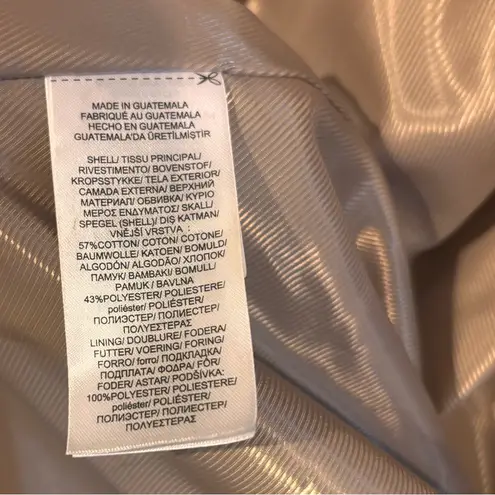 MADE IN GUATEMALA
FABRIQUÉ AU GUATEMALA
HECHO EN GUATEMALA
GUATEMALA'DA ÜRETİLMİŞTİR
SHELL/ TISSU PRINCIPAL/
RIVESTIMENTO/ BOVENSTOF/
KROPSSTYKKE/ TELA EXTERIOR/
CAMADA EXTERNA/ ВЕРХНИЙ
МАТЕРИАЛ/ ОБВИВКА/ ΚΥΡΙΟ
ΜΕΡΟΣ ΕΝΔΥΜΑΤΟΣ/ SKALL/
SPEGEL (SHELL)/ DIŞ KATMAN/
VNĚJŠÍ VRSTVA :
57%COTTON/ COTON/ COTONE/
BAUMWOLLE/ KATOEN/ BOMULD/
ALGODÓN/ ALGODÃO/ ХЛОПОК/
ПАМУК/ ΒΑΜΒΑΚΙ/ BOMULL/
PAMUK/ BAVLNA
43%POLYESTER/ POLIESTERE/
poliéster/ POLIÉSTER/
ПОЛИЭСТЕР/ ПОЛИЕСТЕР/
ΠΟΛΥΕΣΤΕΡΑΣ
LINING/ DOUBLURE/ FODERA/
FUTTER/ VOERING/ FORING/
FORRO/ forro/ ПОДКЛАДКА/
ПОДПЛАТА/ ΦΟΔΡΑ/ FÔR/
FODER/ ASTAR/ PODŠÍVKA:
100%POLYESTER/ POLIESTERE/
poliéster/ POLIÉSTER/
ПОЛИЭСТЕР/ ПОЛИЕСТЕР/
ΠΟΛΥΕΣΤΕΡΑΣ